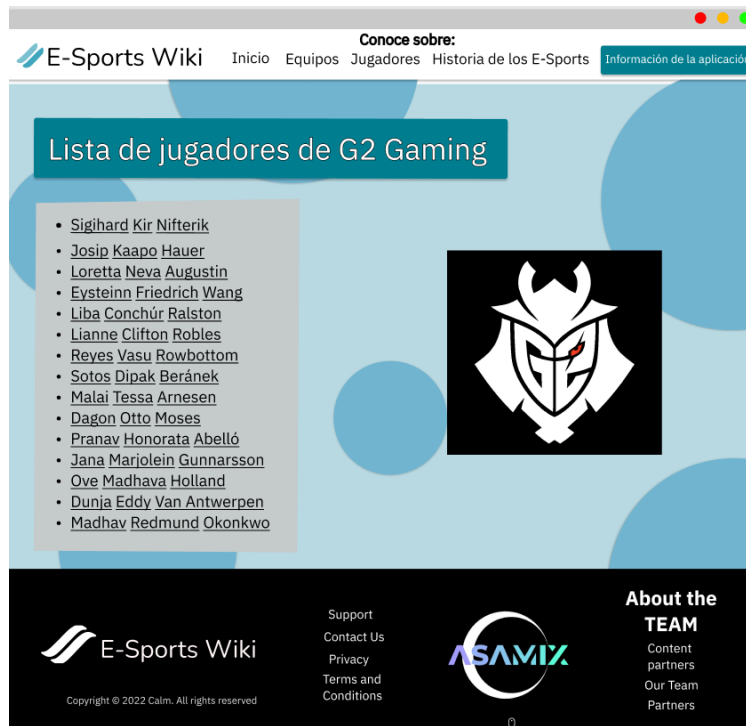 Conoce sobre:
E-Sports Wiki
Inicio
Equipos
Jugadores
Historia de los E-Sports
Información de la aplicación
Lista de jugadores de G2 Gaming
Sigihard Kir Nifterik
Josip Kaapo Hauer
Loretta Neva Augustin
Eysteinn Friedrich Wang
Liba Conchúr Ralston
Lianne Clifton Robles
Reyes Vasu Rowbottom
Sotos Dipak Beránek
Malai Tessa Arnesen
Dagon Otto Moses
Pranav Honorata Abelló
Jana Marjolein Gunnarsson
Ove Madhava Holland
Dunja Eddy Van Antwerpen
Madhav Redmund Okonkwo
G2
E-Sports Wiki
Copyright © 2022 Calm. All rights reserved
Support
Contact Us
Privacy
Terms and
Conditions
ASAMIX
About the
TEAM
Content
partners
Our Team
Partners